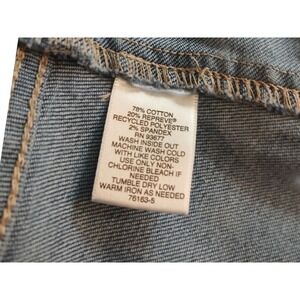 78% COTTON
20% REPREVE®
RECYCLED POLYESTER
2% SPANDEX
RN 93677
WASH INSIDE OUT
MACHINE WASH COLD
WITH LIKE COLORS
USE ONLY NON-
CHLORINE BLEACH IF
NEEDED
TUMBLE DRY LOW
WARM IRON AS NEEDED
75163-5